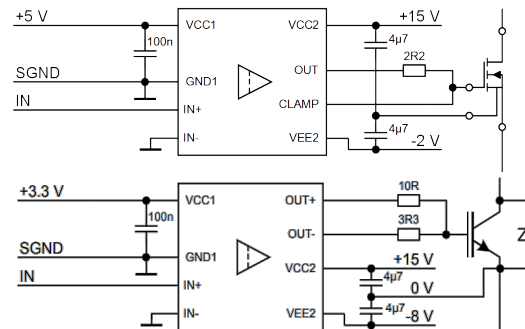 +5 V
VCC1
VCC2
+15 V
100n
4µ7
SGND
OUT
2R2
GND1
IN
IN+
CLAMP
4µ7
IN-
VEE2
-2 V
+3.3 V
VCC1
OUT+
10R
100n
OUT-
3R3
Z
SGND
GND1
VCC2
+15 V
IN
IN+
4µ7
0 V
IN-
VEE2
4µ7
-8 V